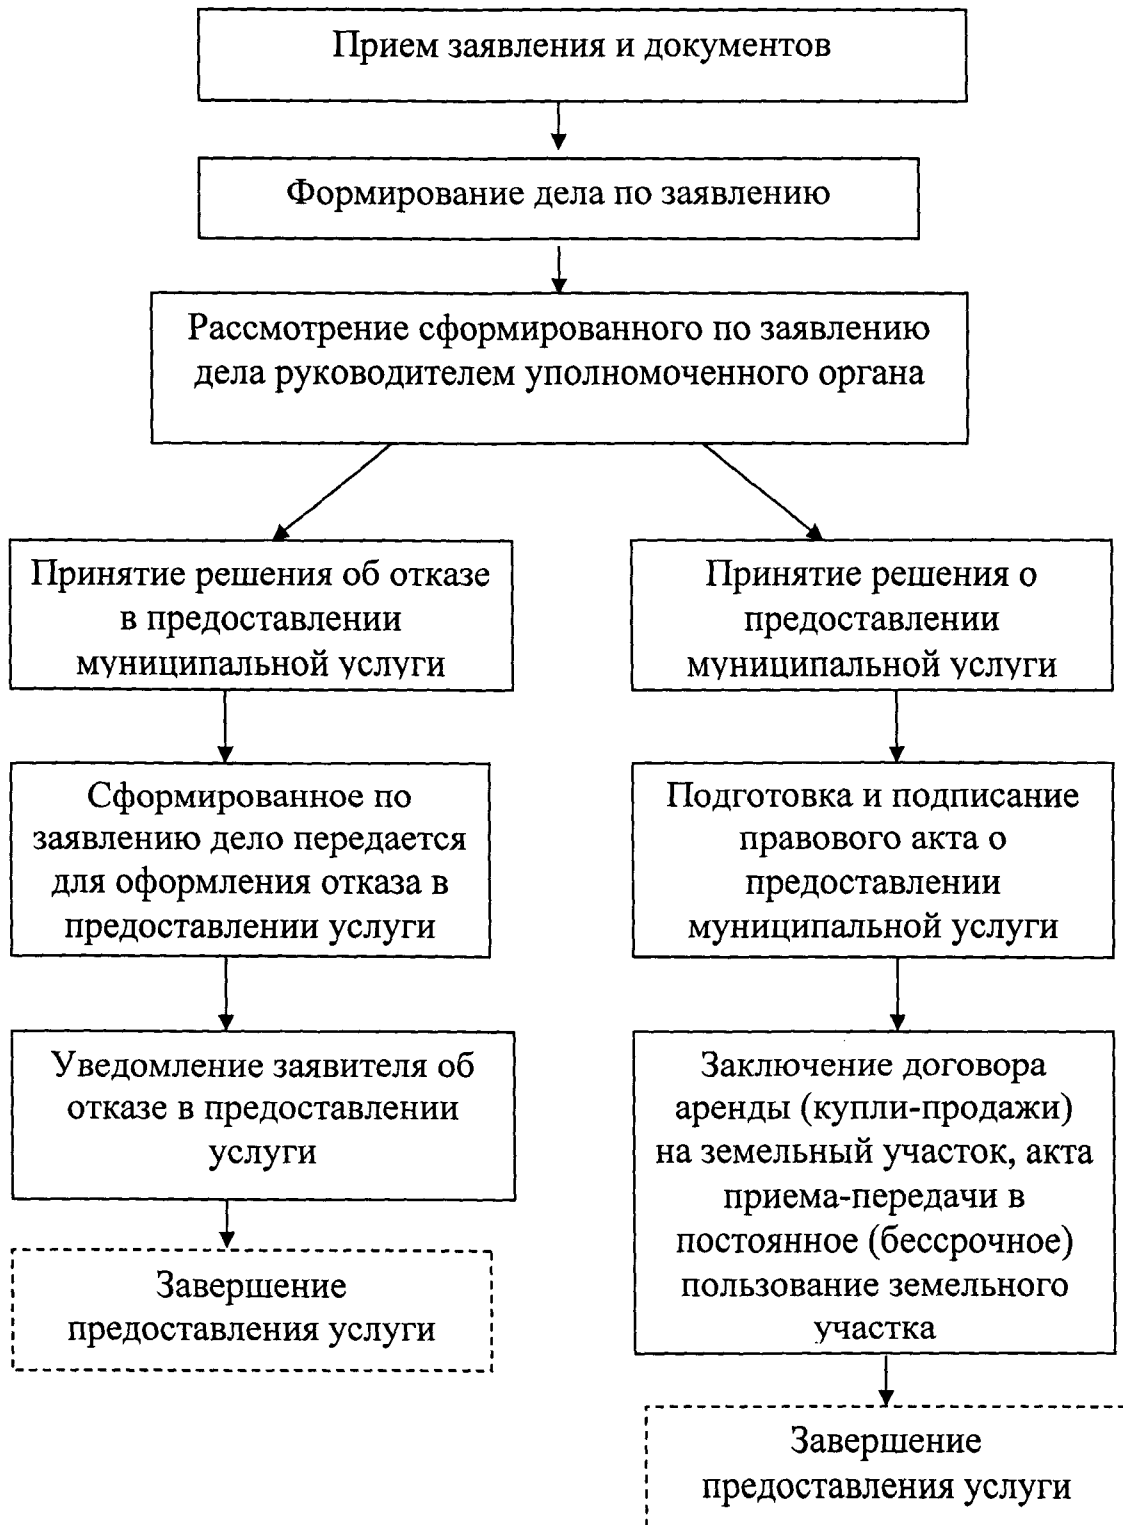 Прием заявления и документов
Формирование дела по заявлению
Рассмотрение сформированного по заявлению
дела руководителем уполномоченного органа
Принятие решения об отказе
в предоставлении
муниципальной услуги
Сформированное по
заявлению дело передается
для оформления отказа в
предоставлении услуги
Уведомление заявителя об
отказе в предоставлении
услуги
Завершение
предоставления услуги
Принятие решения о
предоставлении
муниципальной услуги
Подготовка и подписание
правового акта о
предоставлении
муниципальной услуги
Заключение договора
аренды (купли-продажи)
на земельный участок, акта
приема-передачи в
постоянное (бессрочное)
пользование земельного
участка
Завершение
предоставления услуги